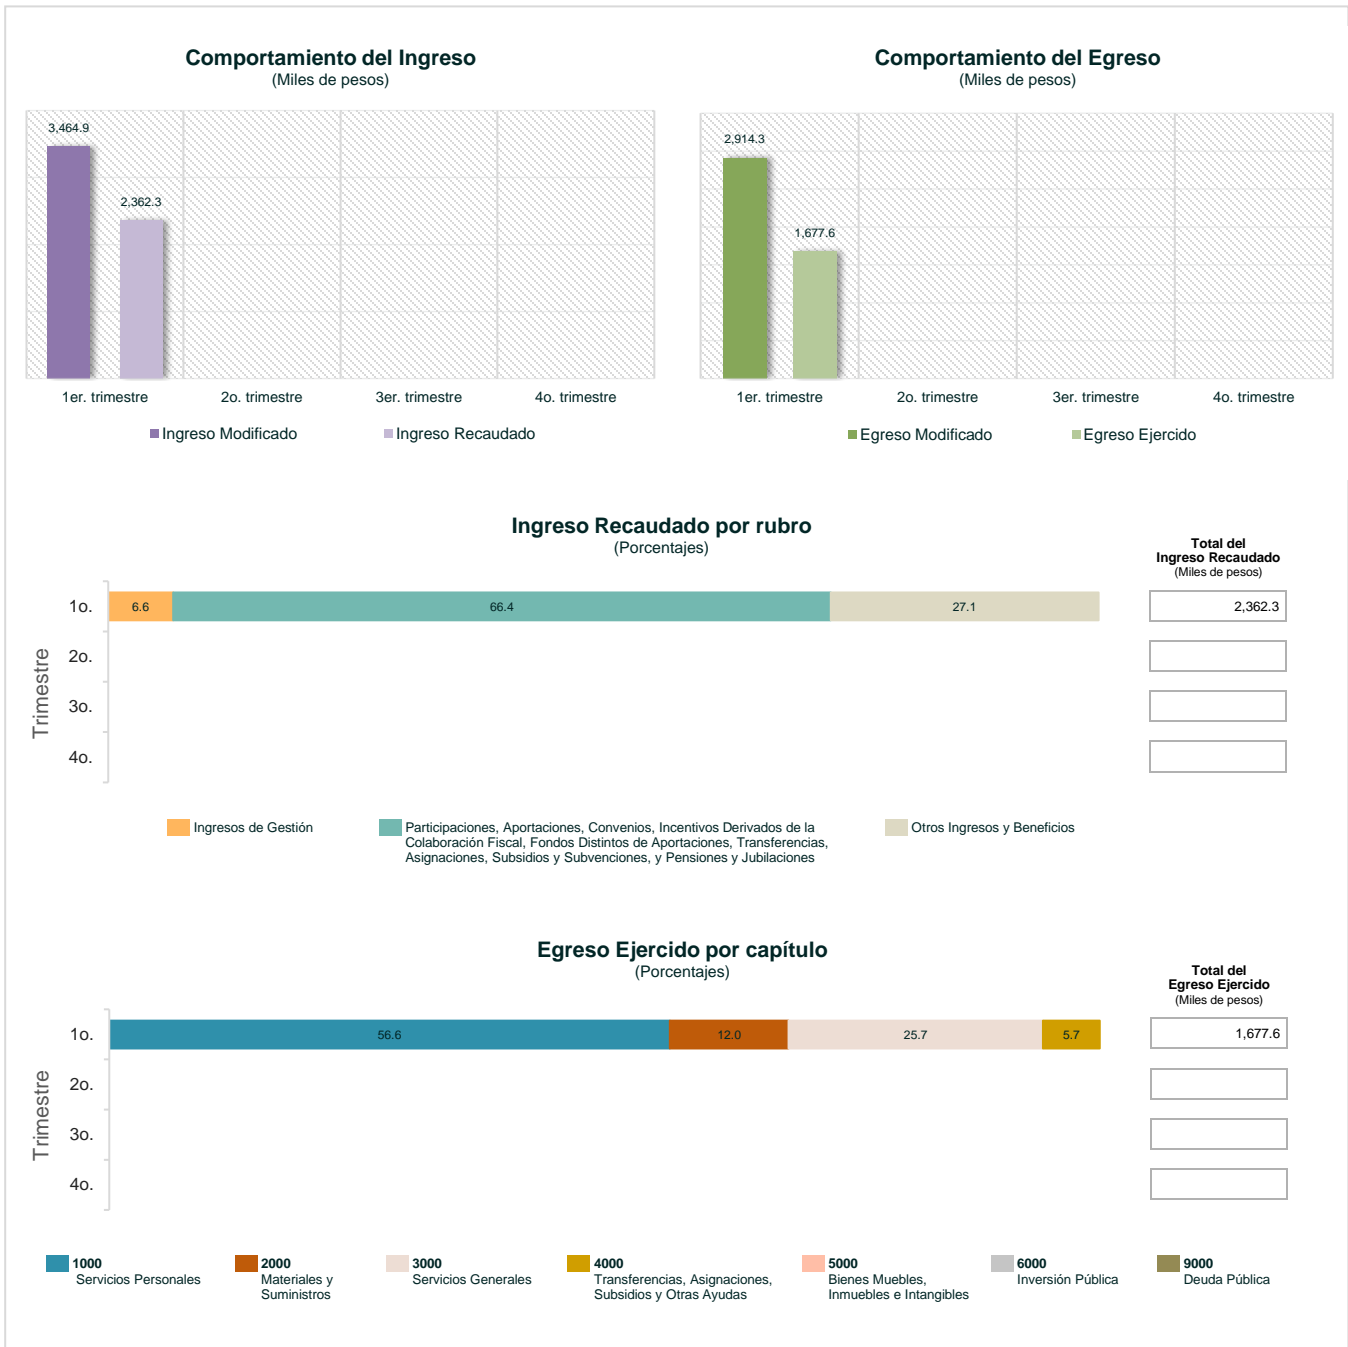 Comportamiento del Ingreso
(Miles de pesos)
3,464.9
2,362.3
1er. trimestre 2o. trimestre 3er. trimestre 4o. trimestre
Ingreso Modificado Ingreso Recaudado
Comportamiento del Egreso
(Miles de pesos)
2,914.3
1,677.6
1er. trimestre 2o. trimestre 3er. trimestre 4o. trimestre
Egreso Modificado Egreso Ejercido
Ingreso Recaudado por rubro
(Porcentajes)
Total del
Ingreso Recaudado
(Miles de pesos)
Trimestre
1o. 6.6 66.4 27.1 2,362.3
2o.
3o.
4o.
Ingresos de Gestión
Participaciones, Aportaciones, Convenios, Incentivos Derivados de la
Colaboración Fiscal, Fondos Distintos de Aportaciones, Transferencias,
Asignaciones, Subsidios y Subvenciones, y Pensiones y Jubilaciones
Otros Ingresos y Beneficios
Egreso Ejercido por capítulo
(Porcentajes)
Total del
Egreso Ejercido
(Miles de pesos)
Trimestre
1o. 56.6 12.0 25.7 5.7 1,677.6
2o.
3o.
4o.
1000
Servicios Personales
2000
Materiales y
Suministros
3000
Servicios Generales
4000
Transferencias, Asignaciones,
Subsidios y Otras Ayudas
5000
Bienes Muebles,
Inmuebles e Intangibles
6000
Inversión Pública
9000
Deuda Pública